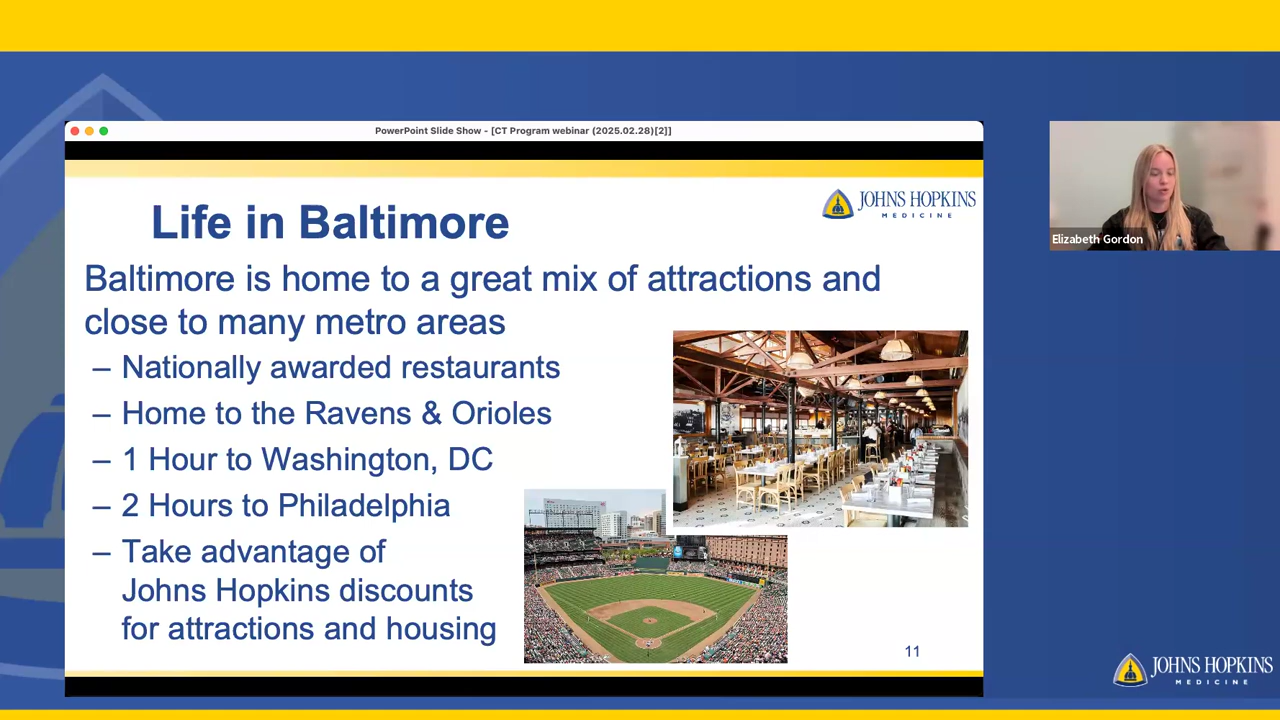 PowerPoint Slide Show - [CT Program webinar (2025.02.28)[2]]
JOHNS HOPKINS
MEDICINE
Life in Baltimore
Baltimore is home to a great mix of attractions and
close to many metro areas
– Nationally awarded restaurants
– Home to the Ravens & Orioles
– 1 Hour to Washington, DC
– 2 Hours to Philadelphia
– Take advantage of
Johns Hopkins discounts
for attractions and housing
11
Elizabeth Gordon
JOHNS HOPKINS
MEDICINE